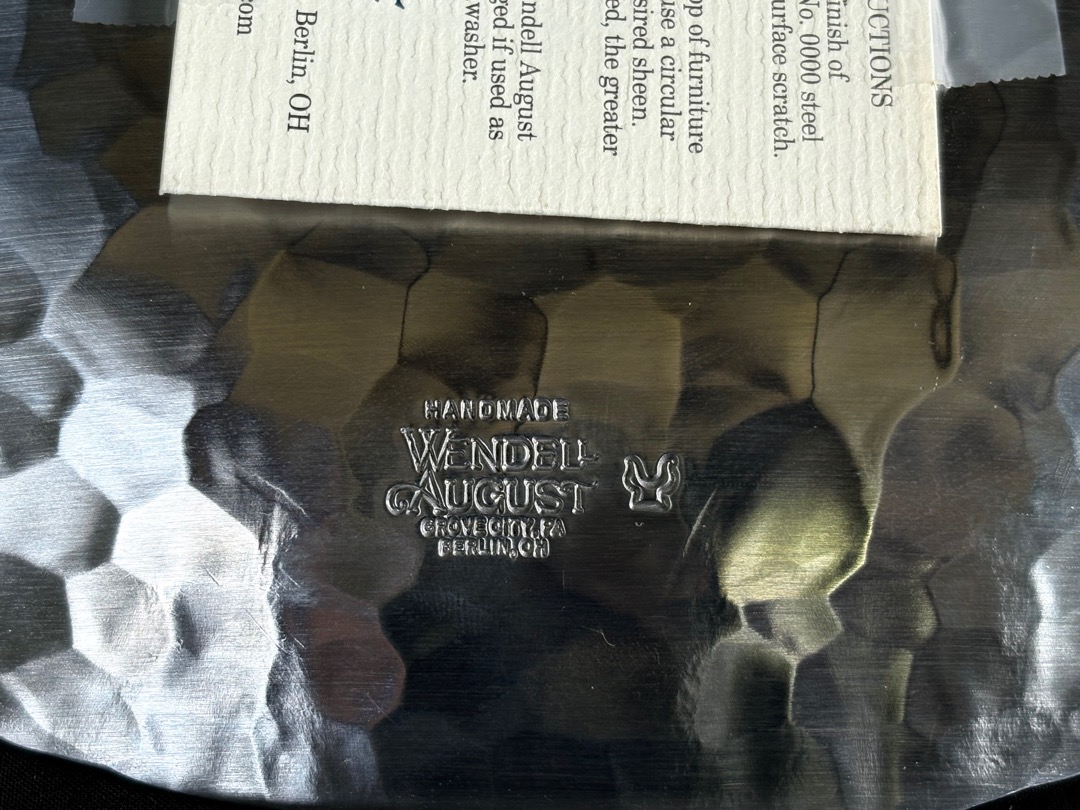 UCTIONS
inish of
No. 0000 steel
urface scratch.
op of furniture
use a circular
sired sheen.
ed, the greater
ndell August
ged if used as
washer.
Berlin, OH
om
HANDMADE
WENDELL
AUGUST
GROVE CITY, PA
BERLIN, OH